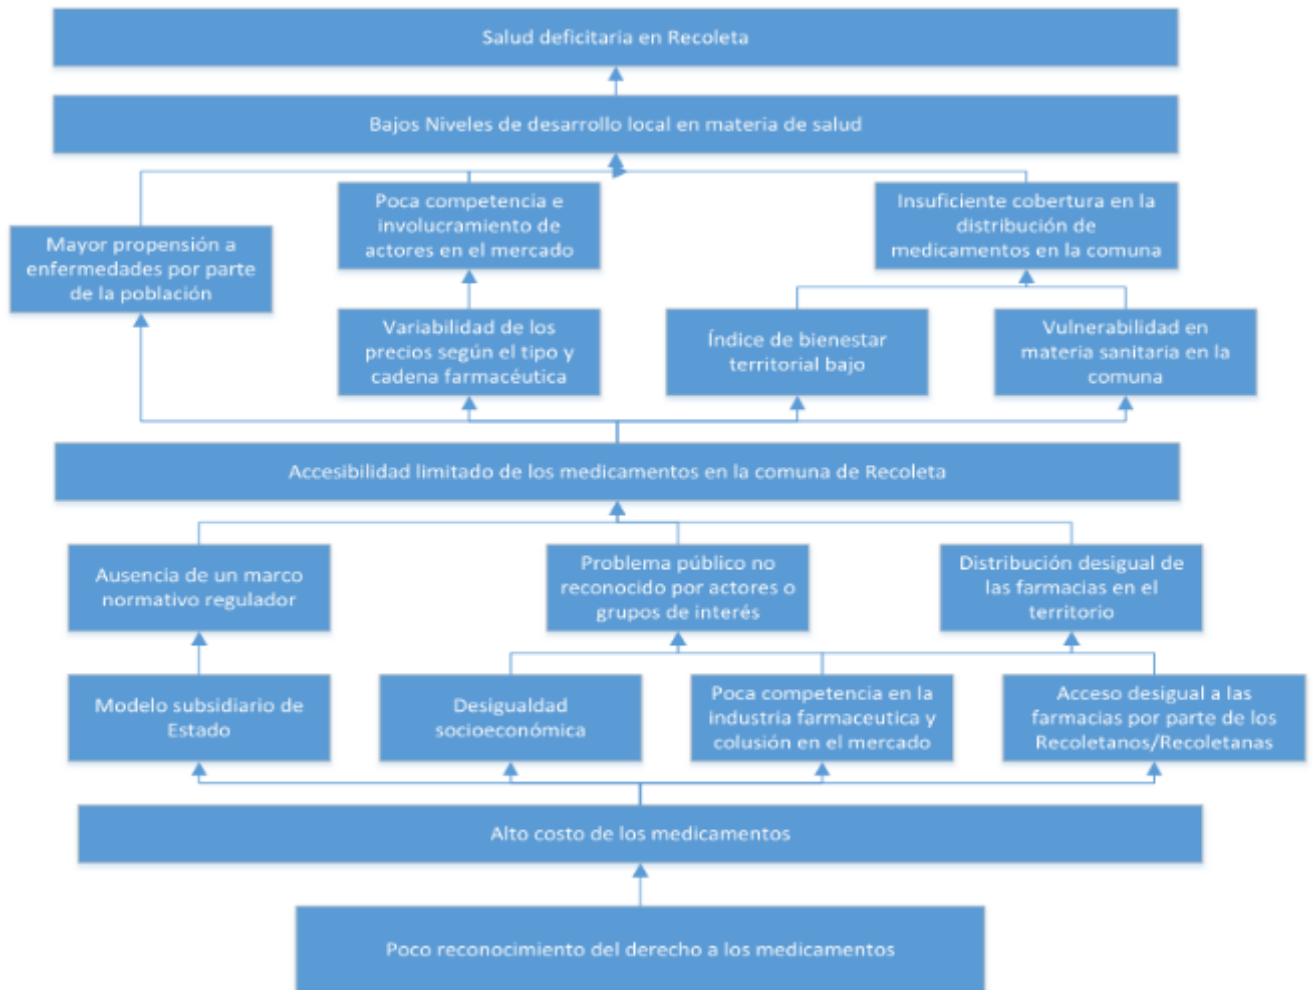 Salud deficitaria en Recoleta
Bajos Niveles de desarrollo local en materia de salud
Mayor propensión a
enfermedades por parte
de la población
Poca competencia e
involucramiento de
actores en el mercado
Insuficiente cobertura en la
distribución de
medicamentos en la comuna
Variabilidad de los
precios según el tipo y
cadena farmacéutica
Índice de bienestar
territorial bajo
Vulnerabilidad en
materia sanitaria en la
comuna
Accesibilidad limitado de los medicamentos en la comuna de Recoleta
Ausencia de un marco
normativo regulador
Problema público no
reconocido por actores o
grupos de interés
Distribución desigual de
las farmacias en el
territorio
Modelo subsidiario de
Estado
Desigualdad
socioeconómica
Poca competencia en la
industria farmaceutica y
colusión en el mercado
Acceso desigual a las
farmacias por parte de los
Recoletanos/Recoletanas
Alto costo de los medicamentos
Poco reconocimiento del derecho a los medicamentos